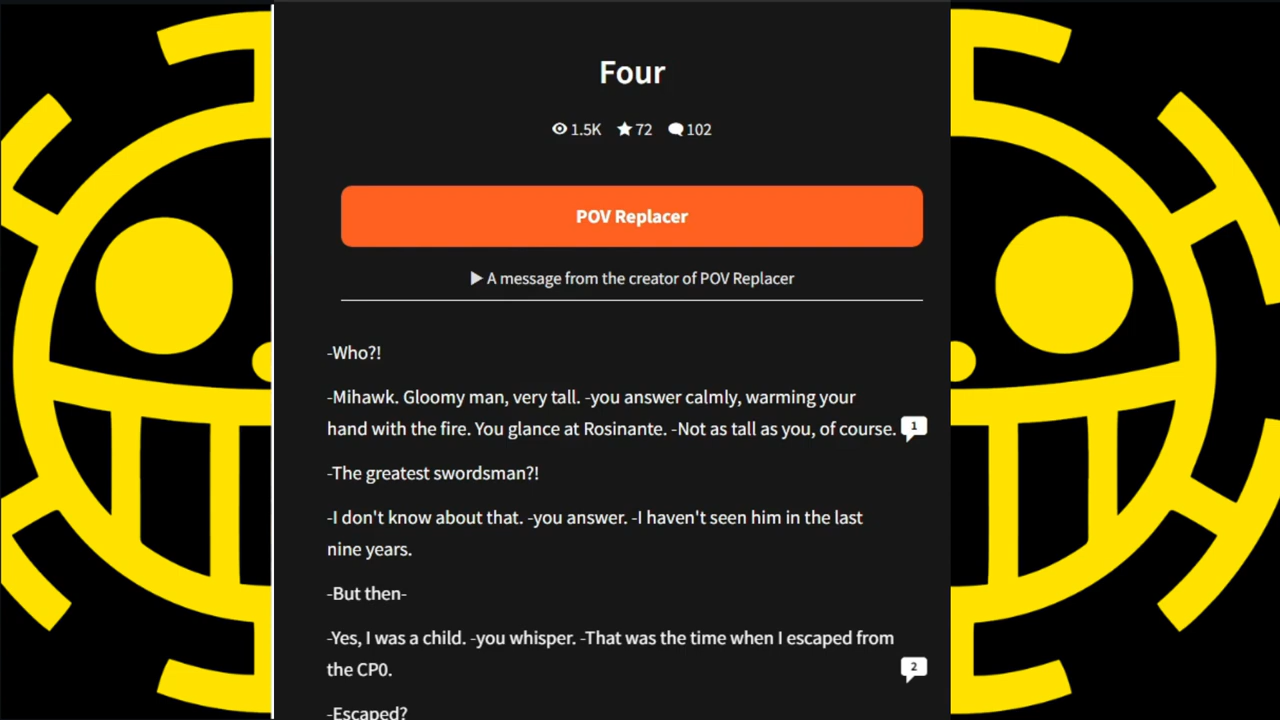 Four
1.5K 72 102
POV Replacer
▶ A message from the creator of POV Replacer
-Who?!
-Mihawk. Gloomy man, very tall. -you answer calmly, warming your
hand with the fire. You glance at Rosinante. -Not as tall as you, of course. 1
-The greatest swordsman?!
-I don't know about that. -you answer. -I haven't seen him in the last
nine years.
-But then-
-Yes, I was a child. -you whisper. -That was the time when I escaped from
the CP0. 2
-Escaped?